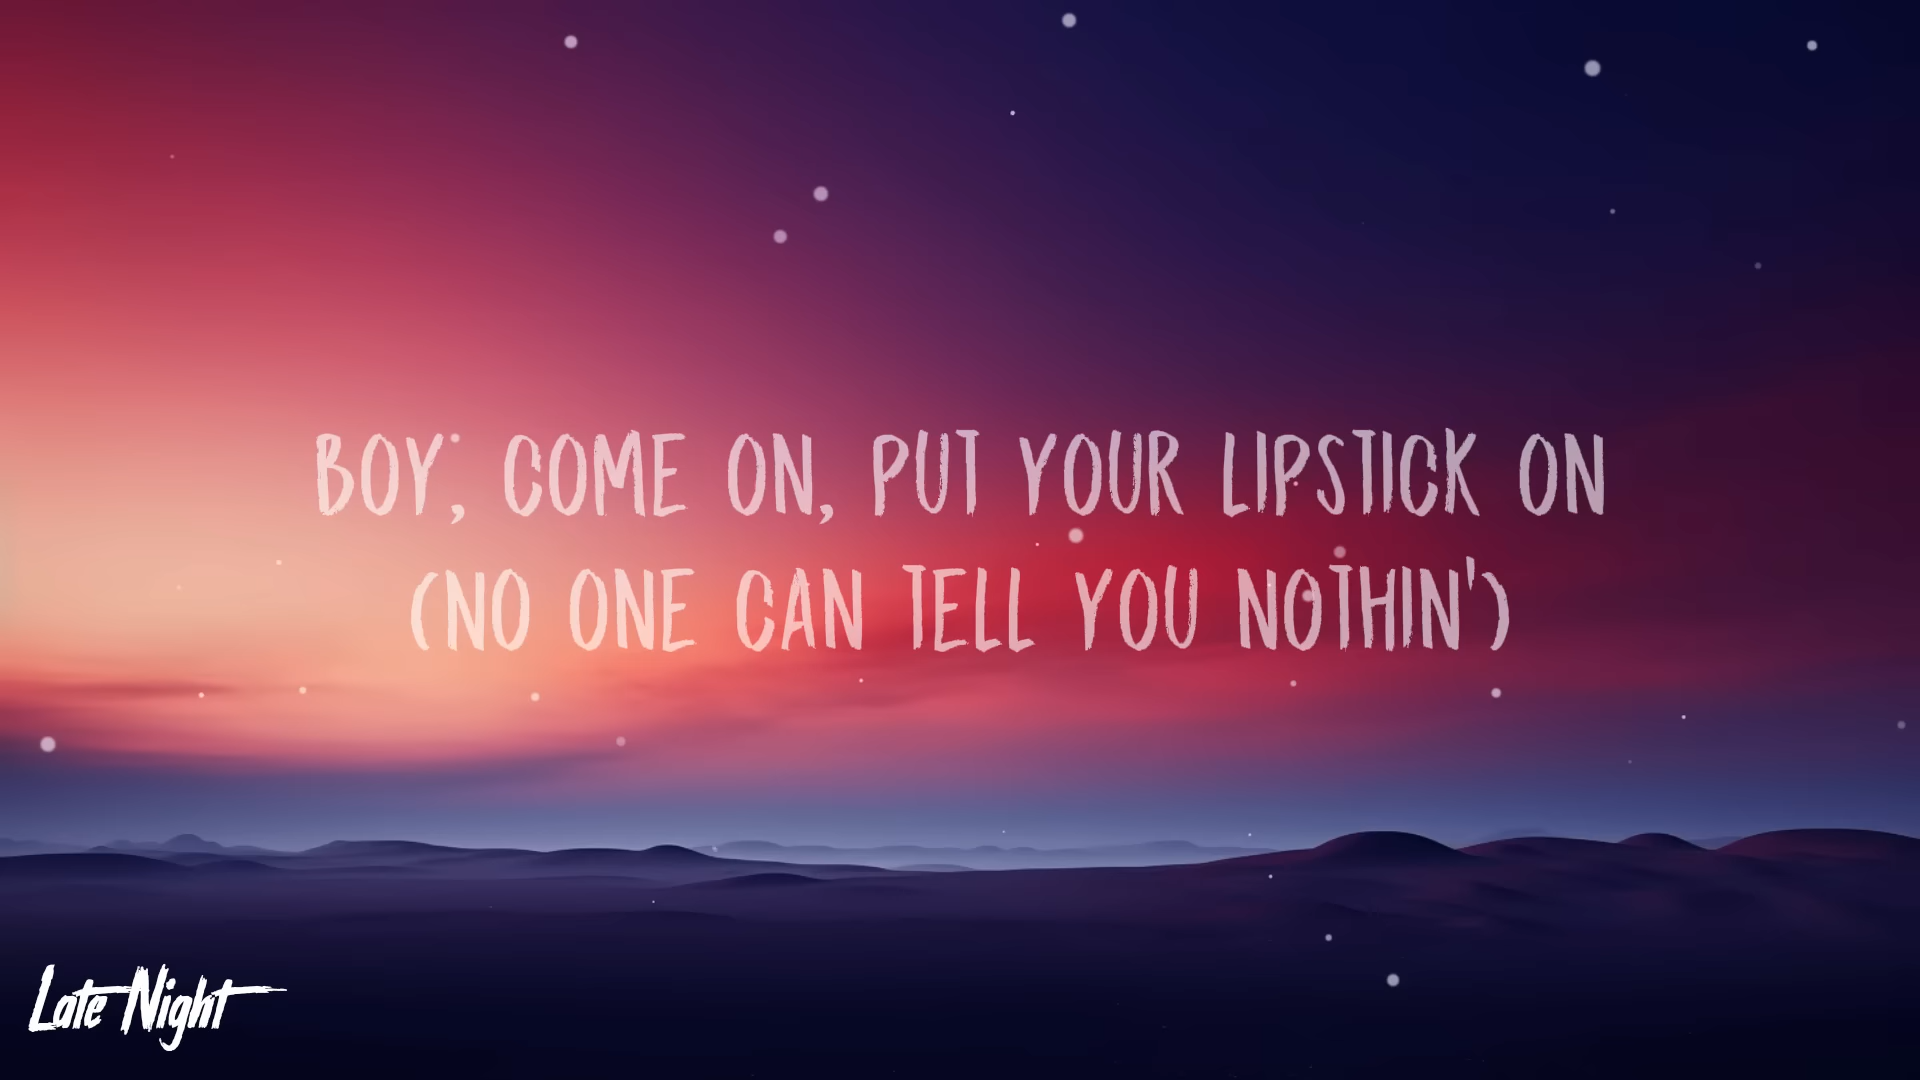 BOY, COME ON, PUT YOUR LIPSTICK ON
(NO ONE CAN TELL YOU NOTHIN')
Late Night